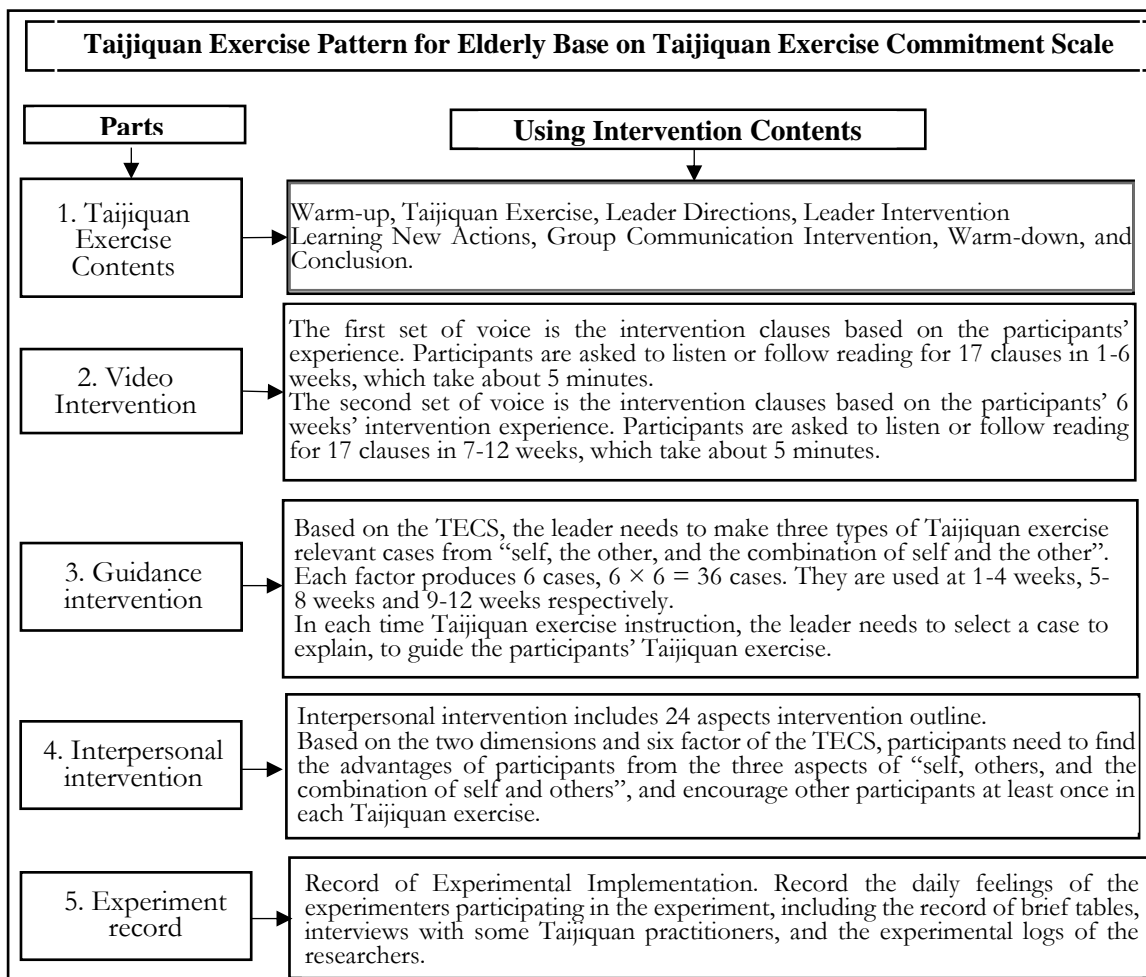 Taijiquan Exercise Pattern for Elderly Base on Taijiquan Exercise Commitment Scale
Parts
Using Intervention Contents
1. Taijiquan
Exercise
Contents
Warm-up, Taijiquan Exercise, Leader Directions, Leader Intervention
Learning New Actions, Group Communication Intervention, Warm-down, and
Conclusion.
2. Video
Intervention
The first set of voice is the intervention clauses based on the participants’
experience. Participants are asked to listen or follow reading for 17 clauses in 1-6
weeks, which take about 5 minutes.
The second set of voice is the intervention clauses based on the participants’ 6
weeks’ intervention experience. Participants are asked to listen or follow reading
for 17 clauses in 7-12 weeks, which take about 5 minutes.
3. Guidance
intervention
Based on the TECS, the leader needs to make three types of Taijiquan exercise
relevant cases from “self, the other, and the combination of self and the other”.
Each factor produces 6 cases, 6 × 6 = 36 cases. They are used at 1-4 weeks, 5-
8 weeks and 9-12 weeks respectively.
In each time Taijiquan exercise instruction, the leader needs to select a case to
explain, to guide the participants’ Taijiquan exercise.
4. Interpersonal
intervention
Interpersonal intervention includes 24 aspects intervention outline.
Based on the two dimensions and six factor of the TECS, participants need to find
the advantages of participants from the three aspects of “self, others, and the
combination of self and others”, and encourage other participants at least once in
each Taijiquan exercise.
5. Experiment
record
Record of Experimental Implementation. Record the daily feelings of the
experimenters participating in the experiment, including the record of brief tables,
interviews with some Taijiquan practitioners, and the experimental logs of the
researchers.